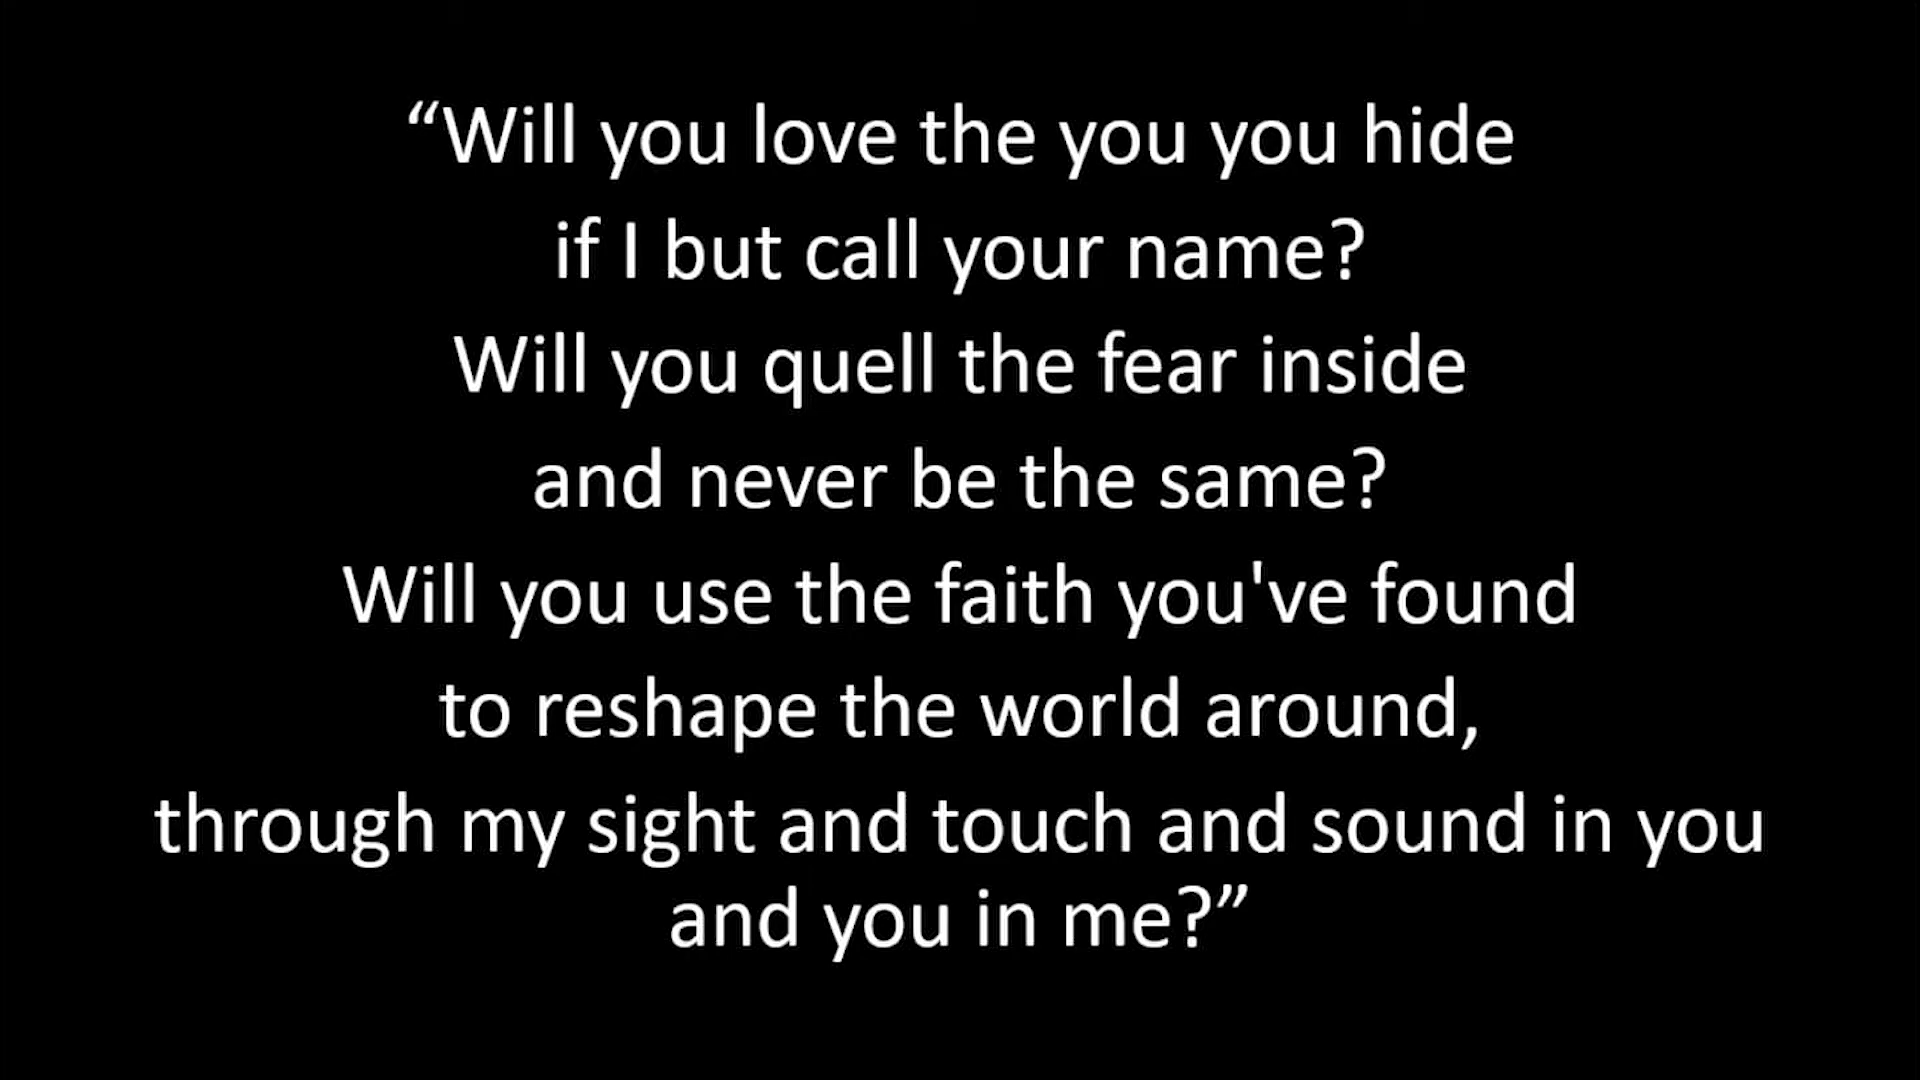 “Will you love the you you hide
if I but call your name?
Will you quell the fear inside
and never be the same?
Will you use the faith you've found
to reshape the world around,
through my sight and touch and sound in you
and you in me?”